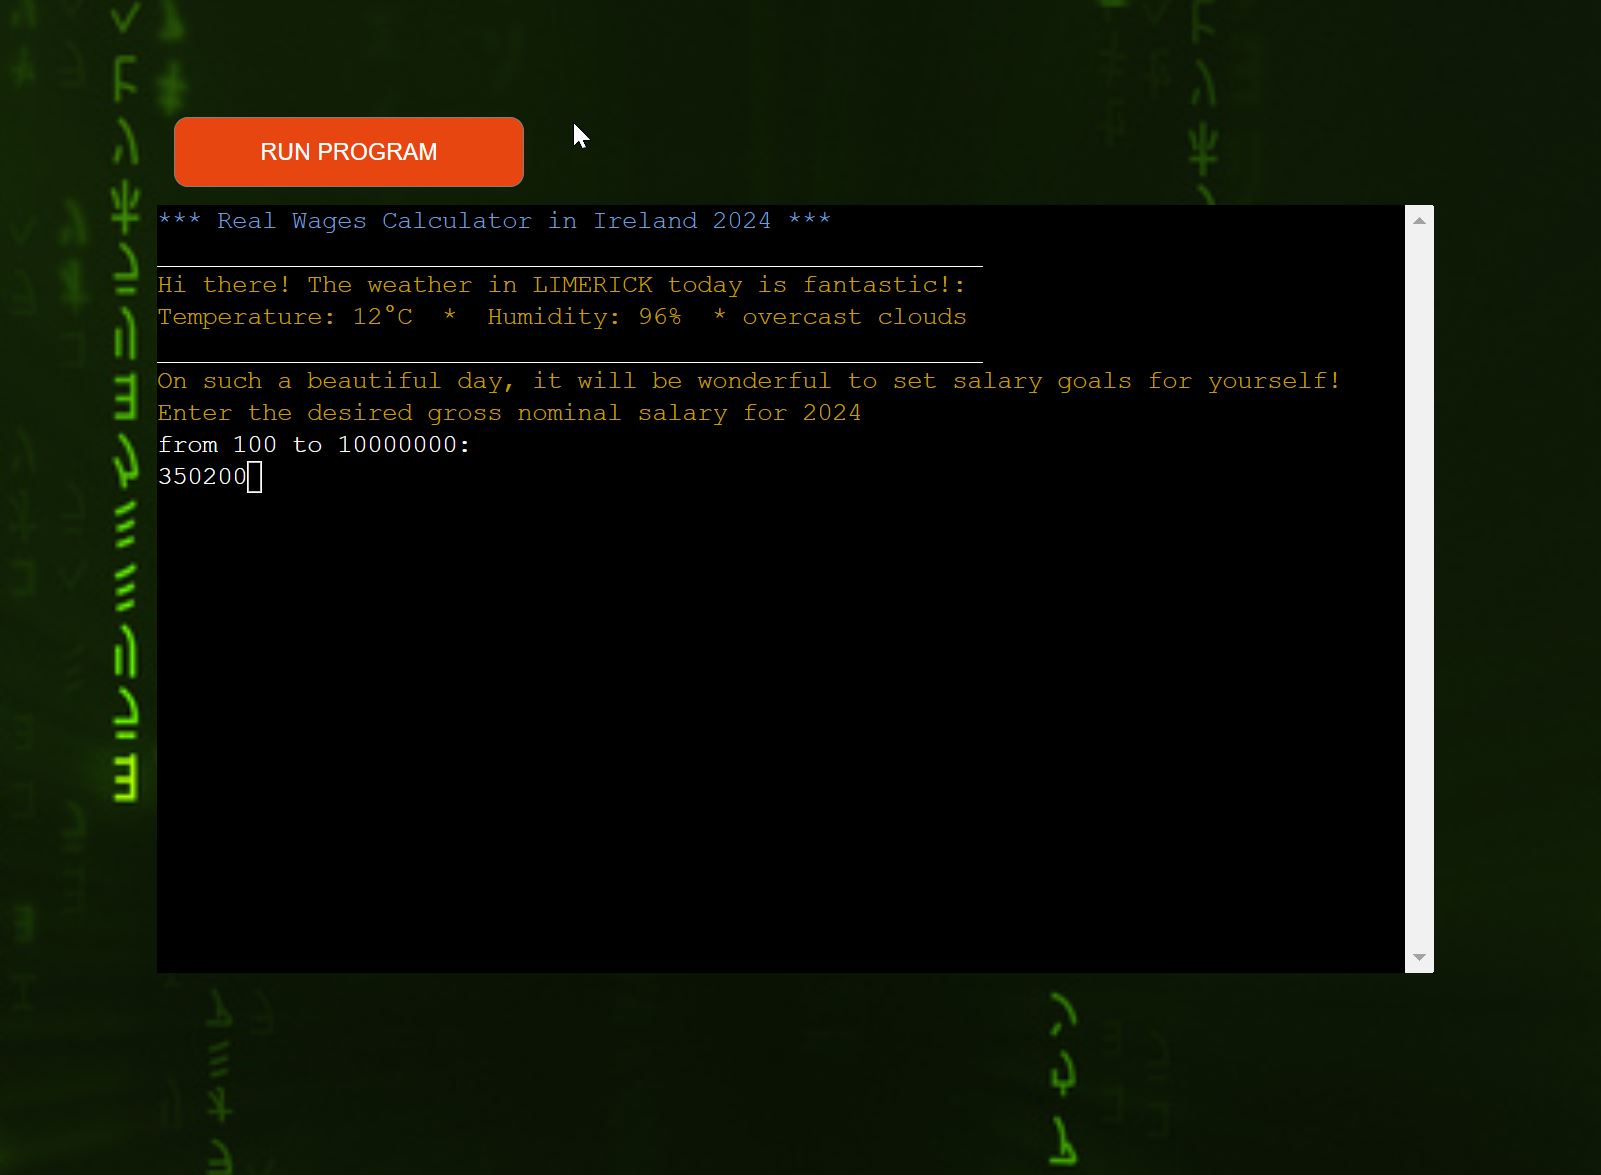 RUN PROGRAM
*** Real Wages Calculator in Ireland 2024 ***
Hi there! The weather in LIMERICK today is fantastic!:
Temperature: 12°C  *  Humidity: 96%  * overcast clouds
On such a beautiful day, it will be wonderful to set salary goals for yourself!
Enter the desired gross nominal salary for 2024
from 100 to 10000000:
350200